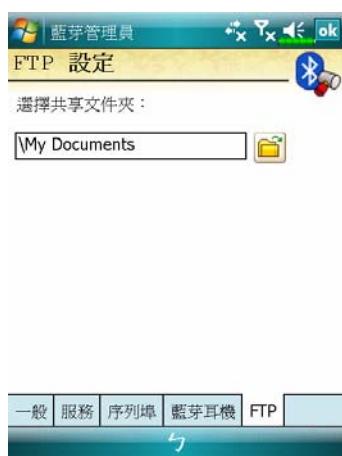 藍芽管理員 ok
FTP 設定
選擇共享文件夾：
\My Documents
一般 服務 序列埠 藍芽耳機 FTP
ㄅ